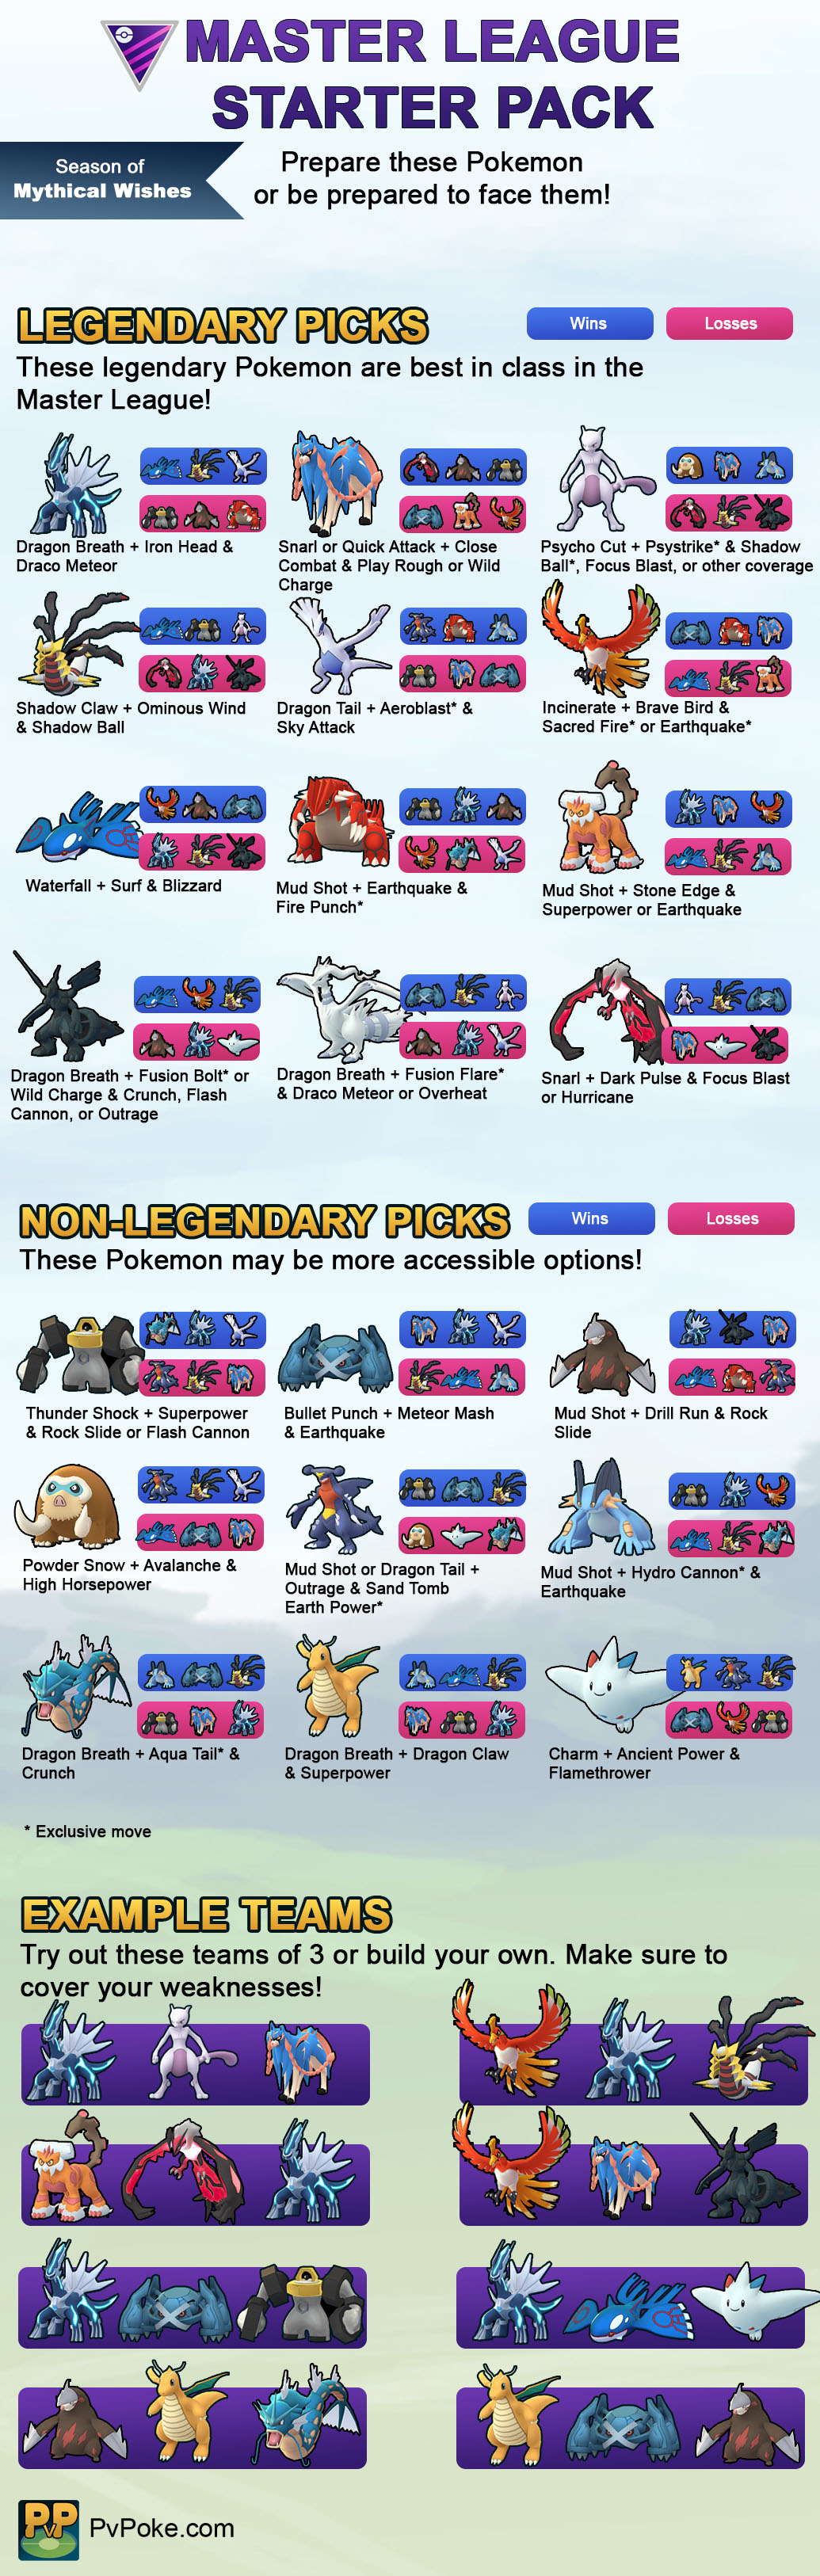 MASTER LEAGUE
STARTER PACK
Season of
Mythical Wishes
Prepare these Pokemon
or be prepared to face them!
LEGENDARY PICKS
Wins
Losses
These legendary Pokemon are best in class in the
Master League!
Dragon Breath + Iron Head &
Draco Meteor
Snarl or Quick Attack + Close
Combat & Play Rough or Wild
Charge
Psycho Cut + Psystrike* & Shadow
Ball*, Focus Blast, or other coverage
Shadow Claw + Ominous Wind
& Shadow Ball
Dragon Tail + Aeroblast* &
Sky Attack
Incinerate + Brave Bird &
Sacred Fire* or Earthquake*
Waterfall + Surf & Blizzard
Mud Shot + Earthquake &
Fire Punch*
Mud Shot + Stone Edge &
Superpower or Earthquake
Dragon Breath + Fusion Bolt* or
Wild Charge & Crunch, Flash
Cannon, or Outrage
Dragon Breath + Fusion Flare*
& Draco Meteor or Overheat
Snarl + Dark Pulse & Focus Blast
or Hurricane
NON-LEGENDARY PICKS
Wins
Losses
These Pokemon may be more accessible options!
Thunder Shock + Superpower
& Rock Slide or Flash Cannon
Bullet Punch + Meteor Mash
& Earthquake
Mud Shot + Drill Run & Rock
Slide
Powder Snow + Avalanche &
High Horsepower
Mud Shot or Dragon Tail +
Outrage & Sand Tomb
Earth Power*
Mud Shot + Hydro Cannon* &
Earthquake
Dragon Breath + Aqua Tail* &
Crunch
Dragon Breath + Dragon Claw
& Superpower
Charm + Ancient Power &
Flamethrower
* Exclusive move
EXAMPLE TEAMS
Try out these teams of 3 or build your own. Make sure to
cover your weaknesses!
PvP
PvPoke.com